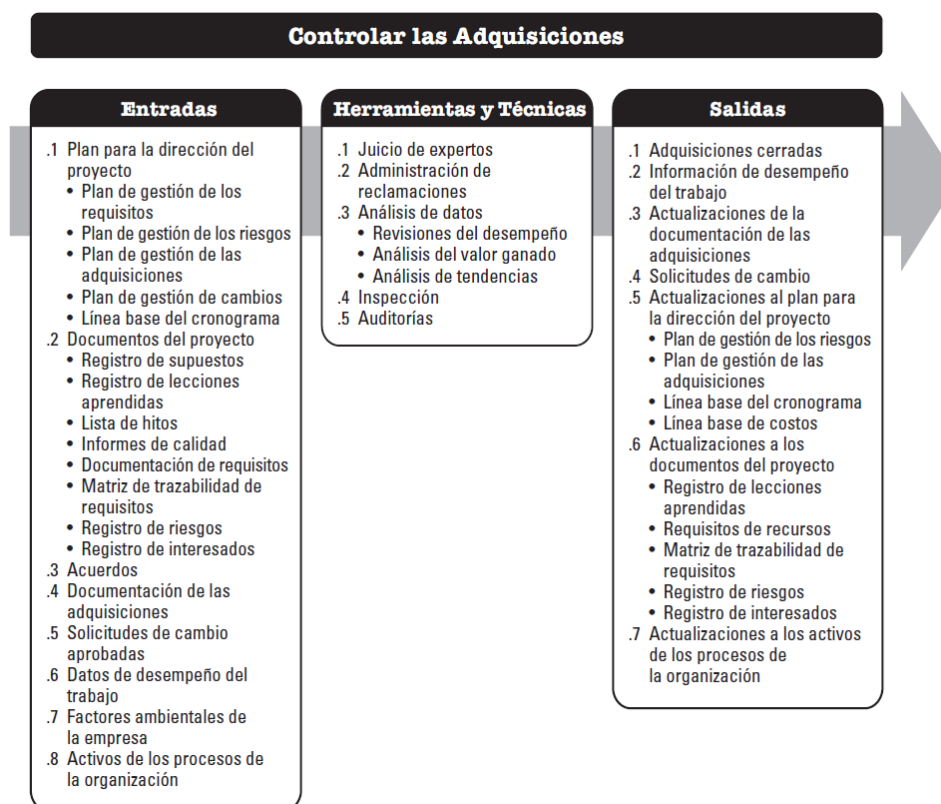 Controlar las Adquisiciones
Entradas
.1 Plan para la dirección del
proyecto
• Plan de gestión de los
requisitos
• Plan de gestión de los riesgos
• Plan de gestión de las
adquisiciones
• Plan de gestión de cambios
• Línea base del cronograma
.2 Documentos del proyecto
• Registro de supuestos
• Registro de lecciones
aprendidas
• Lista de hitos
• Informes de calidad
• Documentación de requisitos
• Matriz de trazabilidad de
requisitos
• Registro de riesgos
• Registro de interesados
.3 Acuerdos
.4 Documentación de las
adquisiciones
.5 Solicitudes de cambio
aprobadas
.6 Datos de desempeño del
trabajo
.7 Factores ambientales de
la empresa
.8 Activos de los procesos de
la organización
Herramientas y Técnicas
.1 Juicio de expertos
.2 Administración de
reclamaciones
.3 Análisis de datos
• Revisiones del desempeño
• Análisis del valor ganado
• Análisis de tendencias
.4 Inspección
.5 Auditorías
Salidas
.1 Adquisiciones cerradas
.2 Información de desempeño
del trabajo
.3 Actualizaciones de la
documentación de las
adquisiciones
.4 Solicitudes de cambio
.5 Actualizaciones al plan para
la dirección del proyecto
• Plan de gestión de los riesgos
• Plan de gestión de las
adquisiciones
• Línea base del cronograma
• Línea base de costos
.6 Actualizaciones a los
documentos del proyecto
• Registro de lecciones
aprendidas
• Requisitos de recursos
• Matriz de trazabilidad de
requisitos
• Registro de riesgos
• Registro de interesados
.7 Actualizaciones a los activos
de los procesos de
la organización